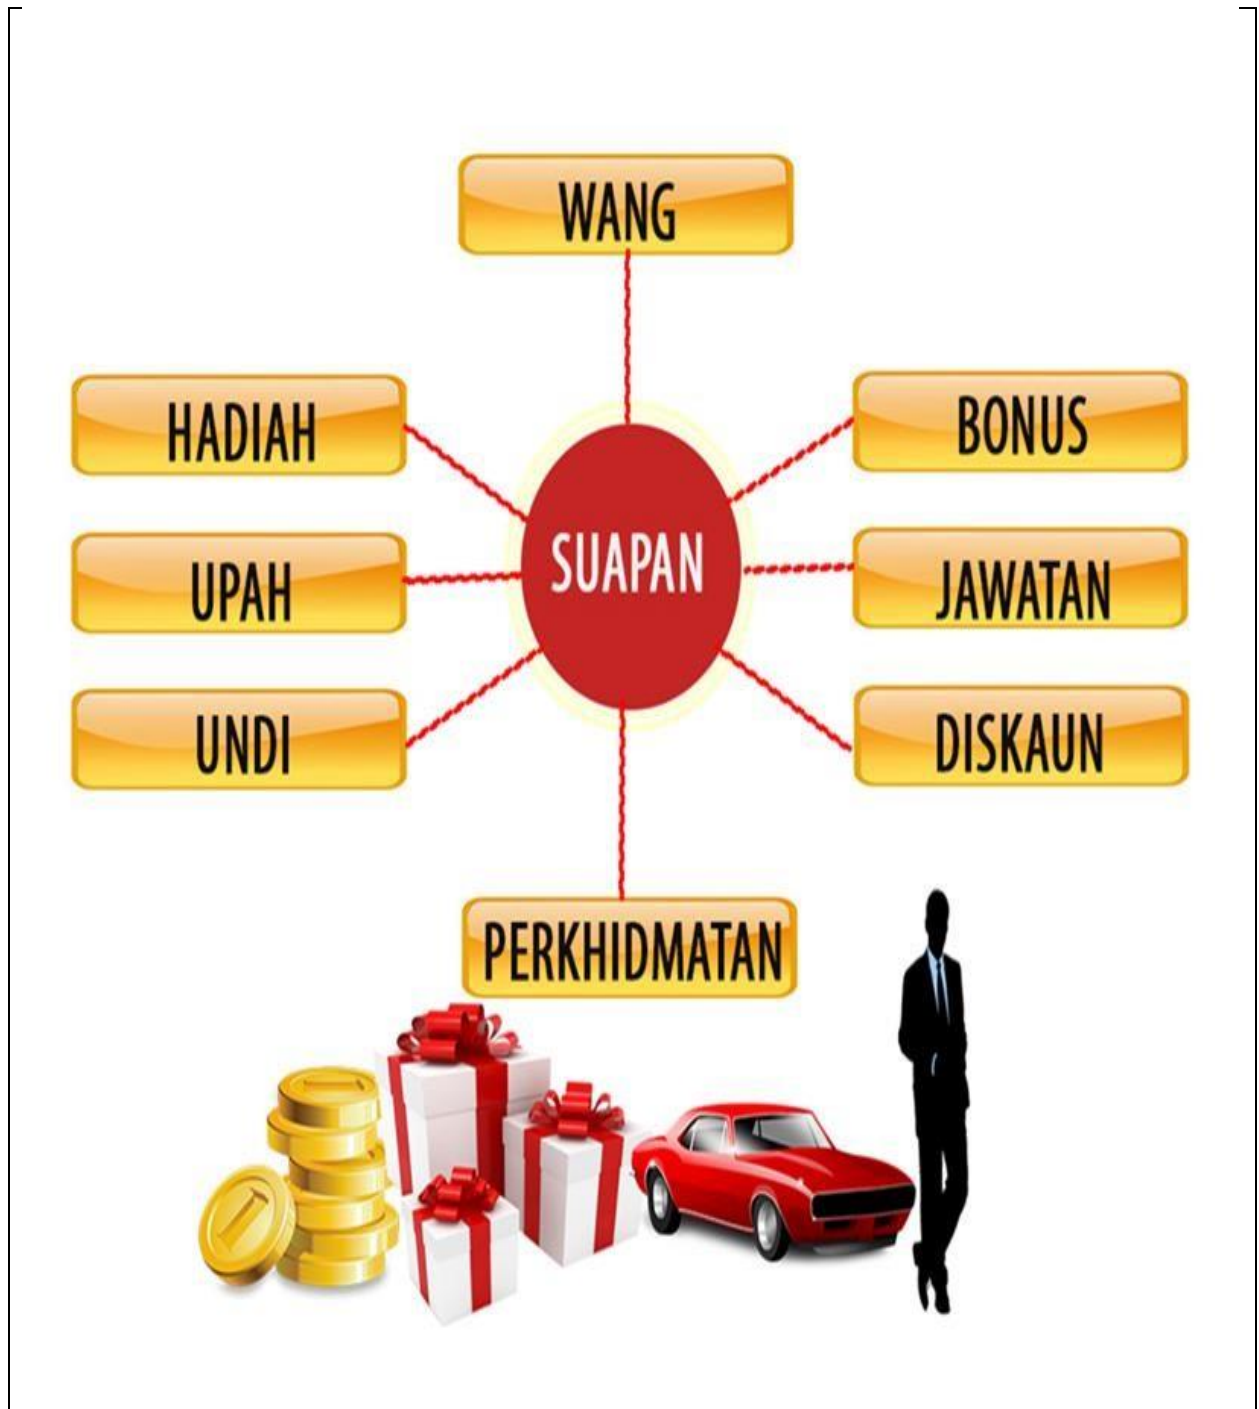 WANG
HADIAH
BONUS
SUAPAN
UPAH
JAWATAN
UNDI
DISKAUN
PERKHIDMATAN